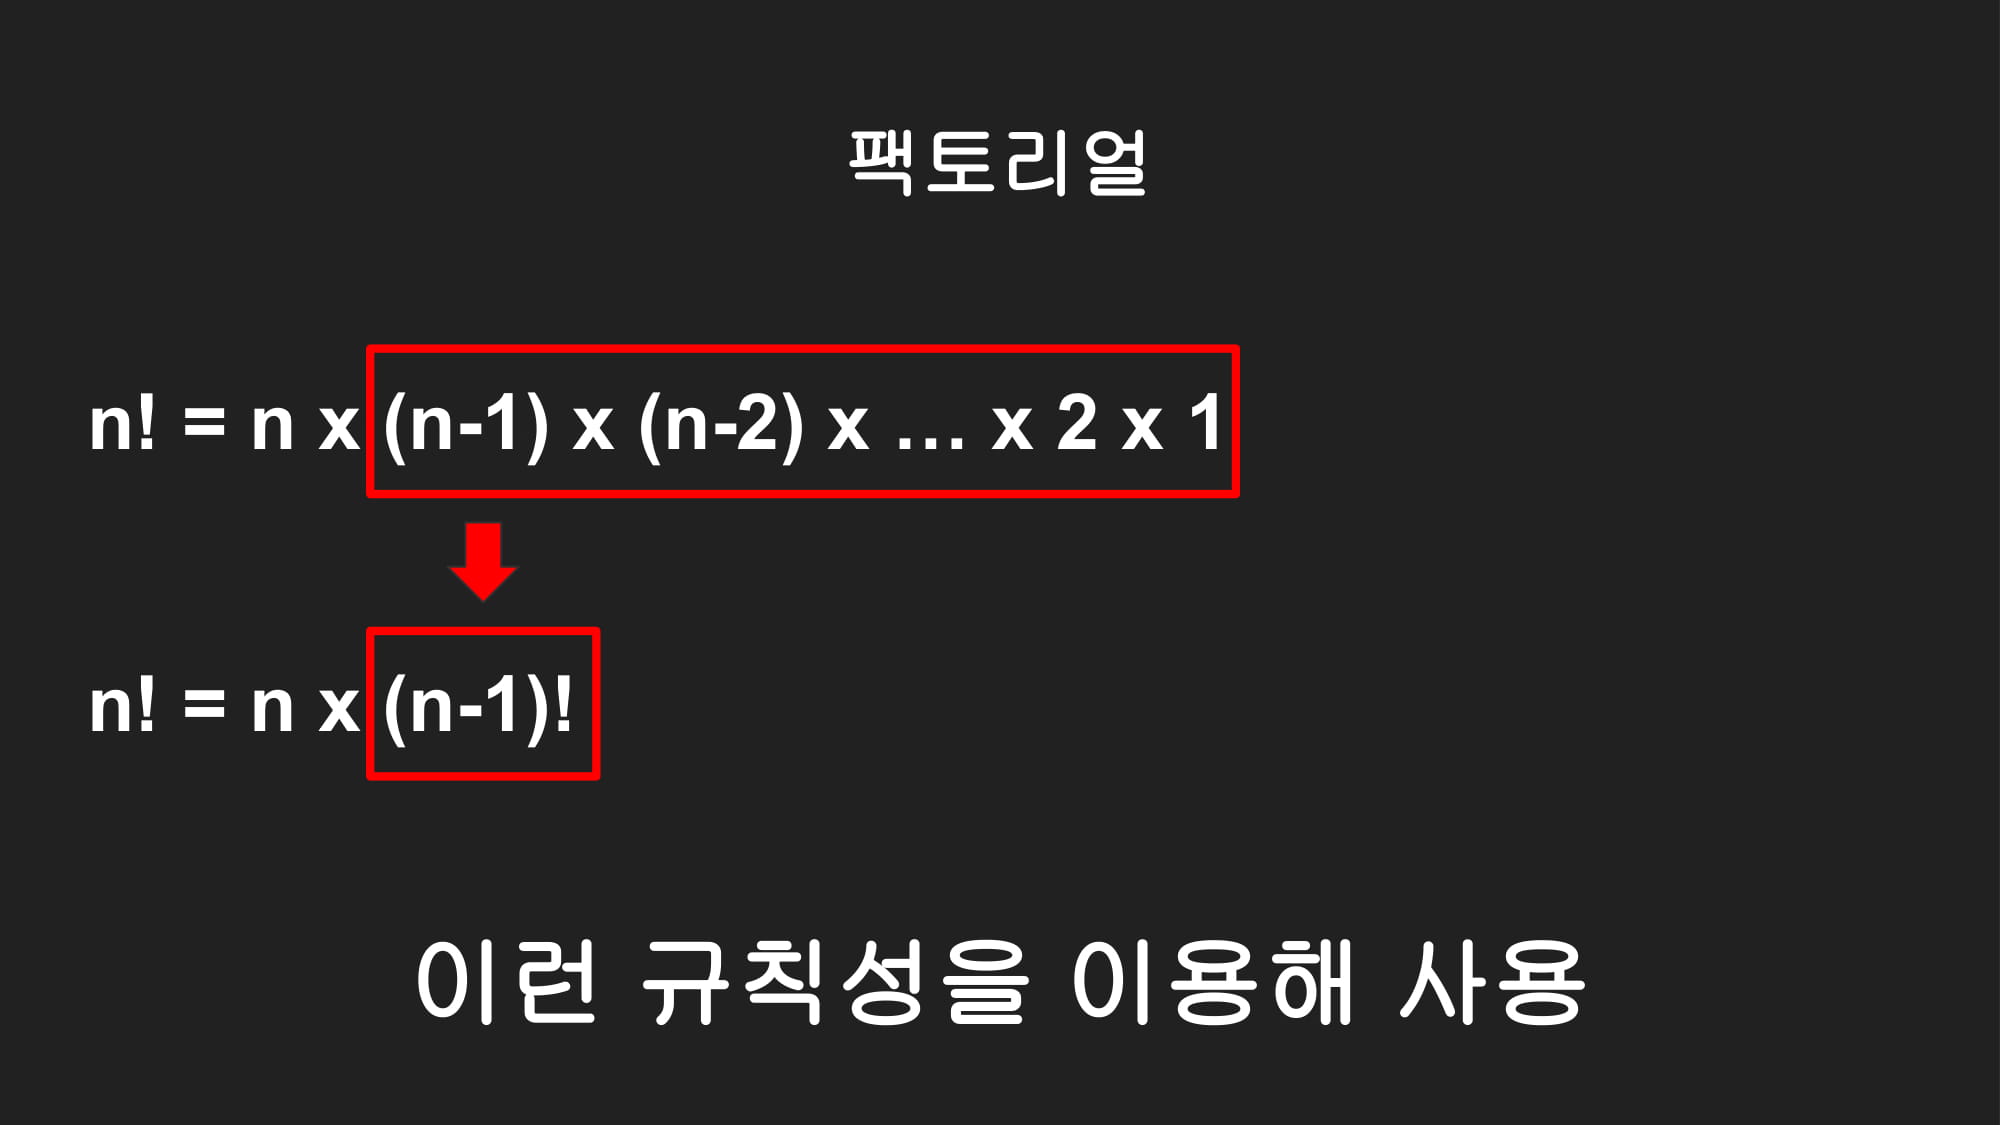 팩토리얼
n! = n x (n-1) x (n-2) x … x 2 x 1
n! = n x (n-1)!
이런 규칙성을 이용해 사용